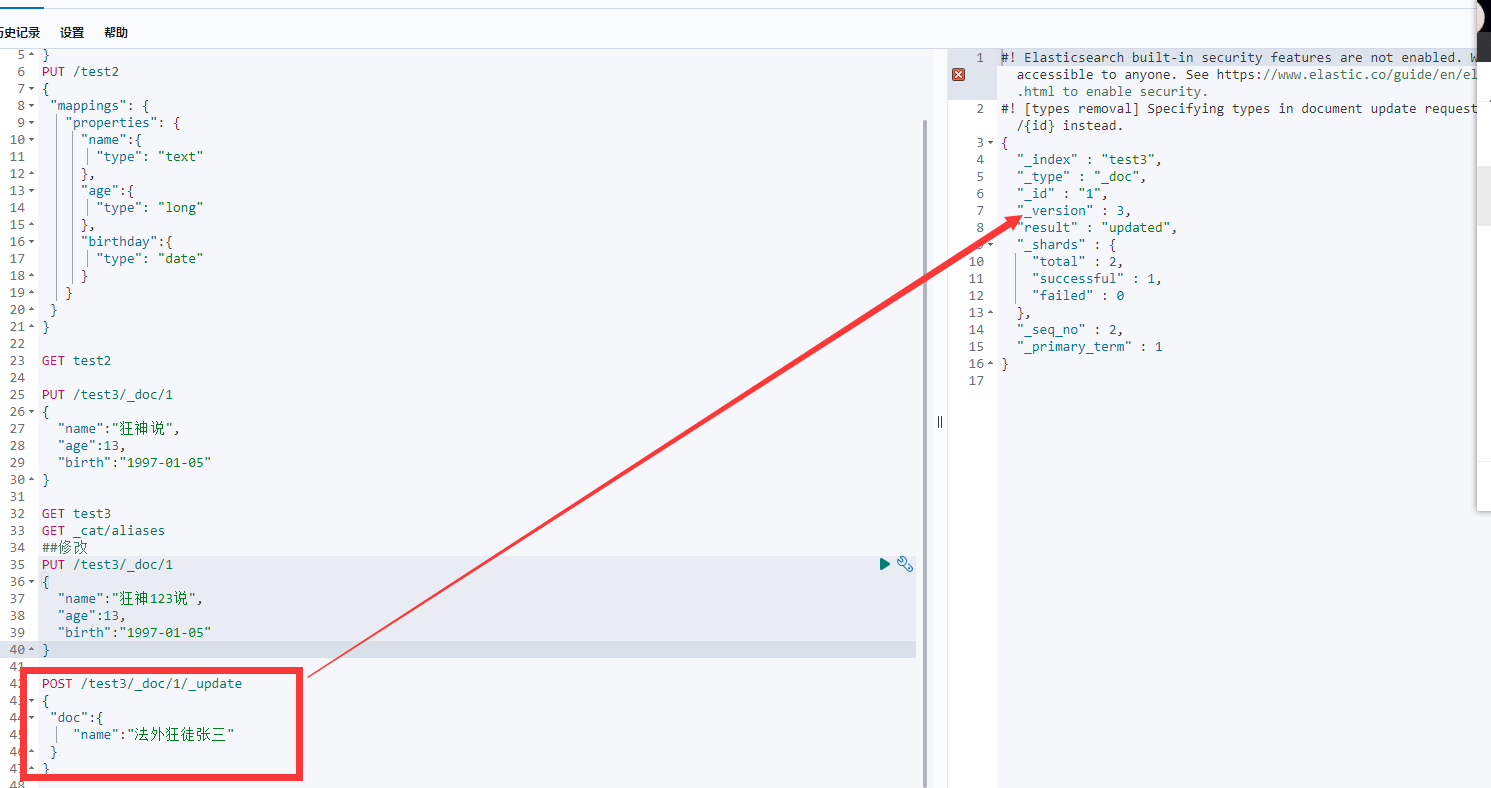 历史记录 设置 帮助
5 }
6 PUT /test2
7 {
8 "mappings": {
9 "properties": {
10 "name":{
11 "type": "text"
12 },
13 "age":{
14 "type": "long"
15 },
16 "birthday":{
17 "type": "date"
18 }
19 }
20 }
21 }
22
23 GET test2
24
25 PUT /test3/_doc/1
26 {
27 "name":"狂神说",
28 "age":13,
29 "birth":"1997-01-05"
30 }
31
32 GET test3
33 GET _cat/aliases
34 ##修改
35 PUT /test3/_doc/1
36 {
37 "name":"狂神123说",
38 "age":13,
39 "birth":"1997-01-05"
40 }
41
42 POST /test3/_doc/1/_update
43 {
44 "doc":{
45 "name":"法外狂徒张三"
46 }
47 }
48
1 #! Elasticsearch built-in security features are not enabled. W
accessible to anyone. See https://www.elastic.co/guide/en/el
.html to enable security.
2 #! [types removal] Specifying types in document update request
/{id} instead.
3 {
4 "_index" : "test3",
5 "_type" : "_doc",
6 "_id" : "1",
7 "_version" : 3,
8 "result" : "updated",
9 "_shards" : {
10 "total" : 2,
11 "successful" : 1,
12 "failed" : 0
13 },
14 "_seq_no" : 2,
15 "_primary_term" : 1
16 }
17